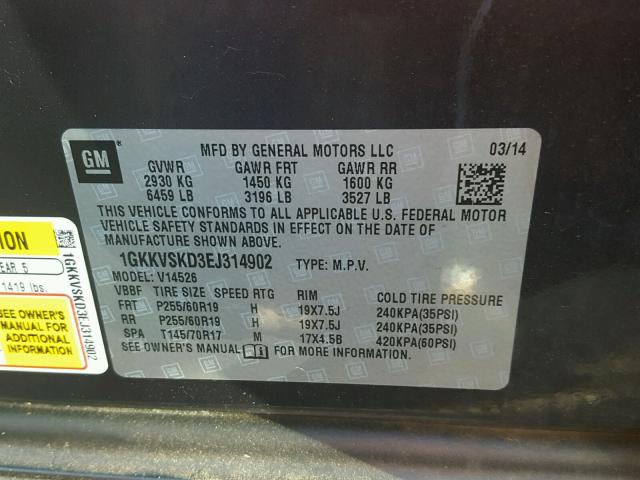 GM
MFD BY GENERAL MOTORS LLC 03/14
GVWR GAWR FRT GAWR RR
2930 KG 1450 KG 1600 KG
6459 LB 3196 LB 3527 LB
THIS VEHICLE CONFORMS TO ALL APPLICABLE U.S. FEDERAL MOTOR
VEHICLE SAFETY STANDARDS IN EFFECT ON THE DATE OF
MANUFACTURE SHOWN ABOVE.
1GKKVSKD3EJ314902 TYPE: M.P.V.
MODEL: V14526
VBBF TIRE SIZE SPEED RTG RIM COLD TIRE PRESSURE
FRT P255/60R19 H 19X7.5J 240KPA(35PSI)
RR P255/60R19 H 19X7.5J 240KPA(35PSI)
SPA T145/70R17 M 17X4.5B 420KPA(60PSI)
SEE OWNER'S MANUAL FOR MORE INFORMATION.
ION
EAR 5
1419 lbs.
SEE OWNER'S
MANUAL FOR
ADDITIONAL
INFORMATION
1GKKVSKD3EJ314902